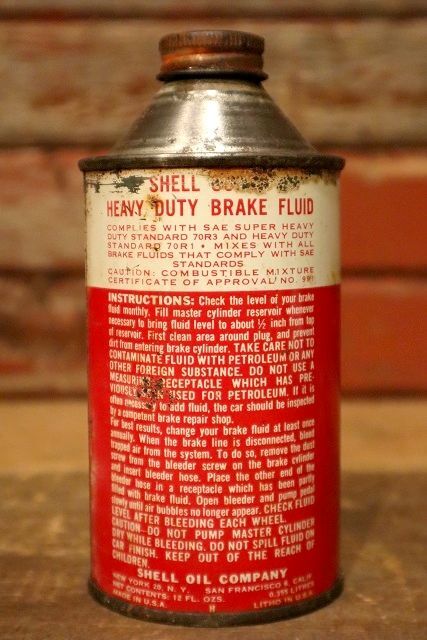 SHELL
HEAVY DUTY BRAKE FLUID
COMPLIES WITH SAE SUPER HEAVY
DUTY STANDARD 70R3 AND HEAVY DUTY
STANDARD 70R1 • MIXES WITH ALL
BRAKE FLUIDS THAT COMPLY WITH SAE
STANDARDS
CAUTION: COMBUSTIBLE MIXTURE
CERTIFICATE OF APPROVAL NO.
INSTRUCTIONS: Check the level of your brake
fluid monthly. Fill master cylinder reservoir whenever
necessary to bring fluid level to about ½ inch from top
of reservoir. First clean area around plug, and prevent
dirt from entering brake cylinder. TAKE CARE NOT TO
CONTAMINATE FLUID WITH PETROLEUM OR ANY
OTHER FOREIGN SUBSTANCE. DO NOT USE A
MEASURING RECEPTACLE WHICH HAS PRE-
VIOUSLY USED FOR PETROLEUM. If it is
often necessary to add fluid, the car should be inspected
by a competent brake repair shop.
For best results, change your brake fluid at least once
annually. When the brake line is disconnected, bleed
trapped air from the system. To do so, remove the dust
screw from the bleeder screw on the brake cylinder
and insert bleeder hose. Place the other end of the
bleeder hose in a receptacle which has been partly
filled with brake fluid. Open bleeder and pump pedal
slowly until air bubbles no longer appear. CHECK FLUID
LEVEL AFTER BLEEDING EACH WHEEL.
CAUTION—DO NOT PUMP MASTER CYLINDER
DRY WHILE BLEEDING. DO NOT SPILL FLUID ON
CAR FINISH. KEEP OUT OF THE REACH OF
CHILDREN.
SHELL OIL COMPANY
NEW YORK 20, N. Y. SAN FRANCISCO 6, CALIF.
NET CONTENTS: 12 FL. OZS. 0.355 LITRES
MADE IN U.S.A. LITHO IN U.S.A.